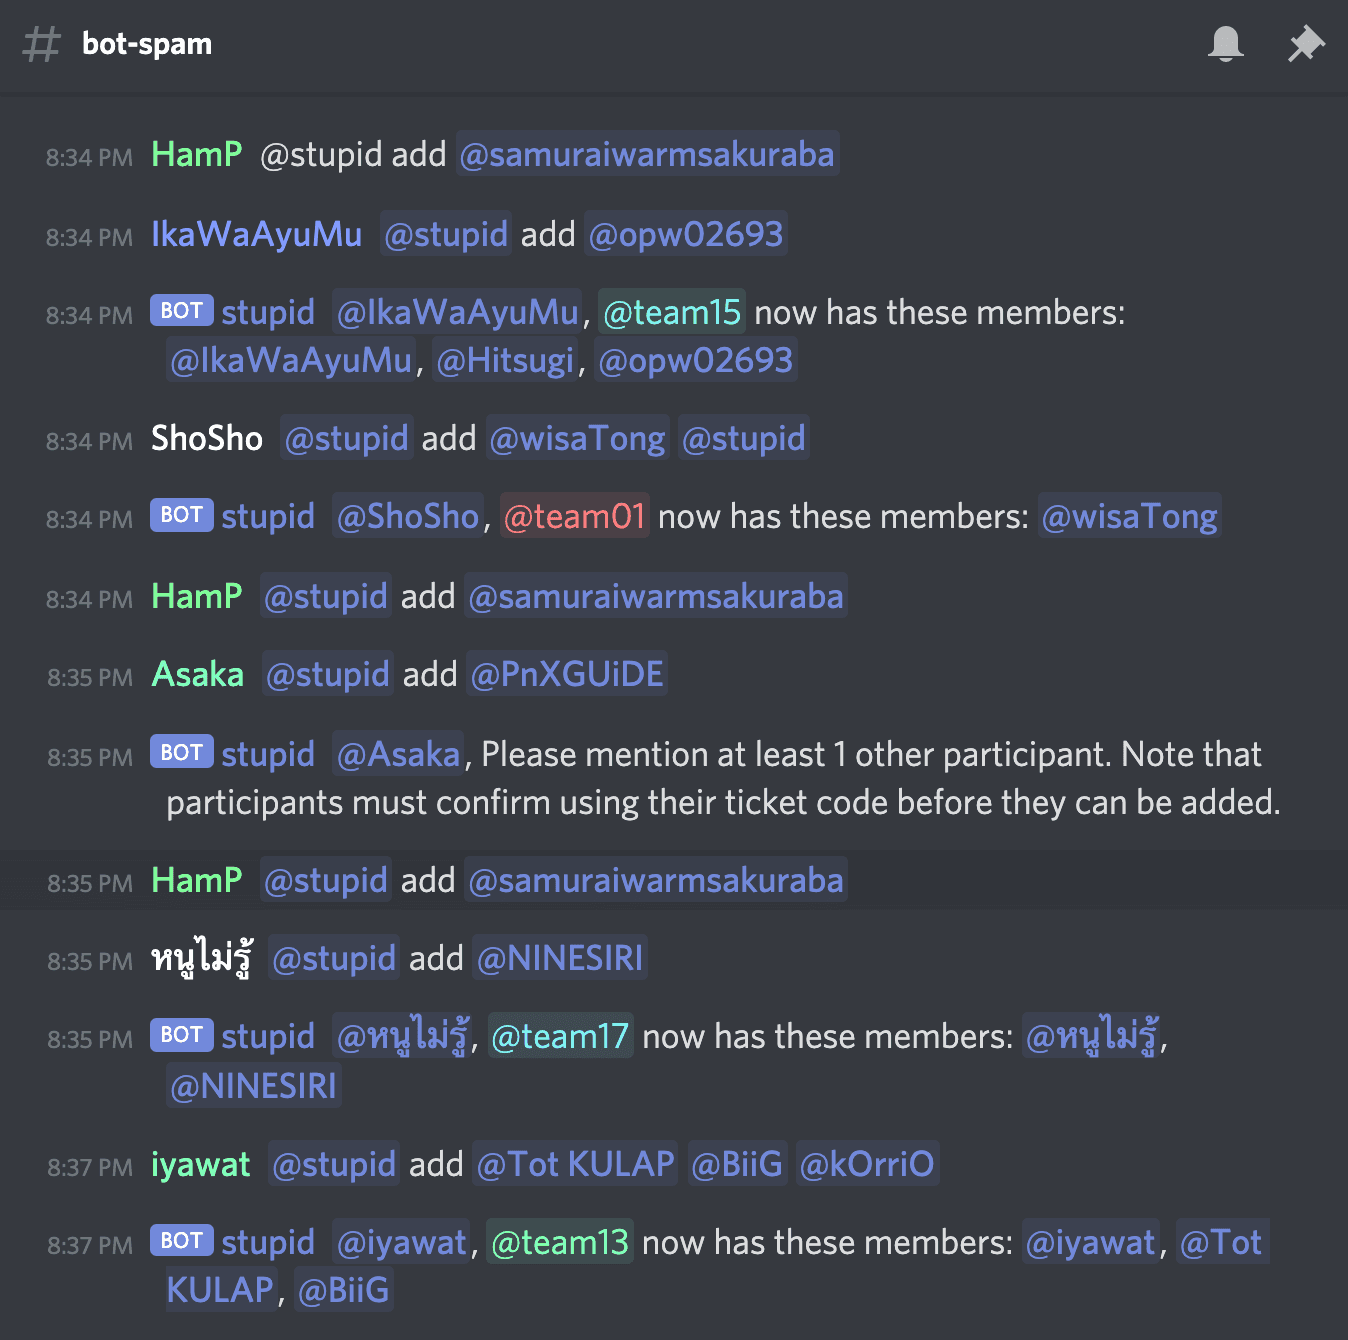 # bot-spam
8:34 PM HamP @stupid add @samuraiwarmsakuraba
8:34 PM IkaWaAyuMu @stupid add @opw02693
8:34 PM BOT stupid @IkaWaAyuMu, @team15 now has these members:
@IkaWaAyuMu, @Hitsugi, @opw02693
8:34 PM ShoSho @stupid add @wisaTong @stupid
8:34 PM BOT stupid @ShoSho, @team01 now has these members: @wisaTong
8:34 PM HamP @stupid add @samuraiwarmsakuraba
8:35 PM Asaka @stupid add @PnXGUiDE
8:35 PM BOT stupid @Asaka, Please mention at least 1 other participant. Note that
participants must confirm using their ticket code before they can be added.
8:35 PM HamP @stupid add @samuraiwarmsakuraba
8:35 PM หนูไม่รู้ @stupid add @NINESIRI
8:35 PM BOT stupid @หนูไม่รู้, @team17 now has these members: @หนูไม่รู้,
@NINESIRI
8:37 PM iyawat @stupid add @Tot KULAP @BiiG @kOrriO
8:37 PM BOT stupid @iyawat, @team13 now has these members: @iyawat, @Tot
KULAP, @BiiG